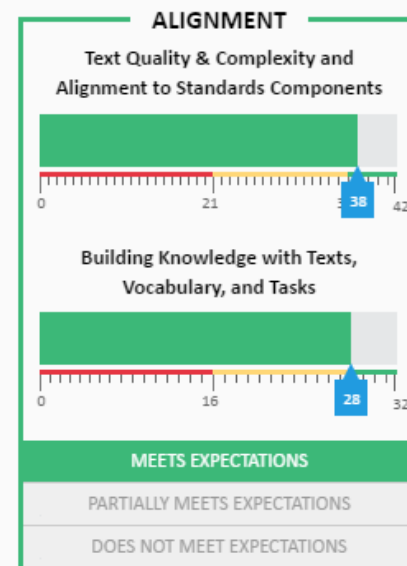 ALIGNMENT
Text Quality & Complexity and
Alignment to Standards Components
38
0 21 42
Building Knowledge with Texts,
Vocabulary, and Tasks
28
0 16 32
MEETS EXPECTATIONS
PARTIALLY MEETS EXPECTATIONS
DOES NOT MEET EXPECTATIONS